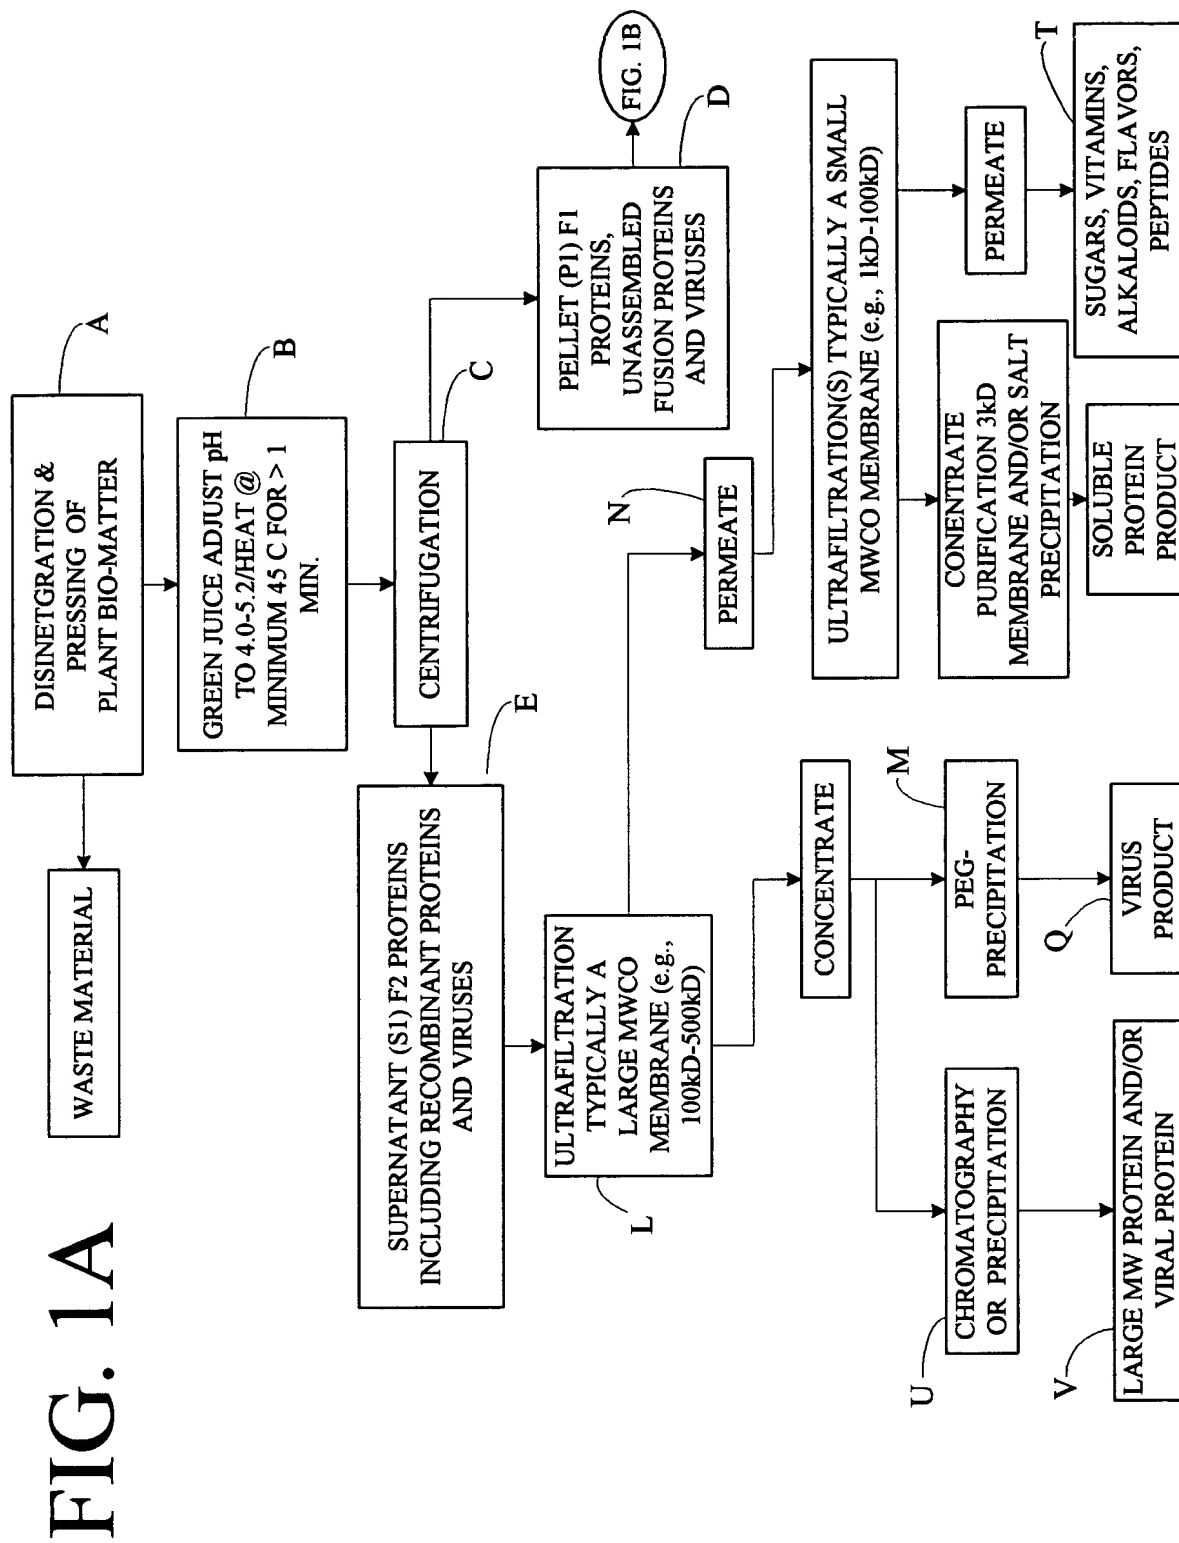 FIG. 1A
WASTE MATERIAL
DISINETGRATION &
PRESSING OF
PLANT BIO-MATTER
A
GREEN JUICE ADJUST pH
TO 4.0-5.2/HEAT @
MINIMUM 45 C FOR > 1
MIN.
B
CENTRIFUGATION
C
SUPERNATANT (S1) F2 PROTEINS
INCLUDING RECOMBINANT PROTEINS
AND VIRUSES
E
PELLET (P1) F1
PROTEINS,
UNASSEMBLED
FUSION PROTEINS
AND VIRUSES
D
FIG. 1B
ULTRAFILTRATION
TYPICALLY A
LARGE MWCO
MEMBRANE (e.g.,
100kD-500kD)
L
N
PERMEATE
CONCENTRATE
ULTRAFILTRATION(S) TYPICALLY A SMALL
MWCO MEMBRANE (e.g., 1kD-100kD)
U
CHROMATOGRAPHY
OR PRECIPITATION
M
PEG-
PRECIPITATION
CONENTRATE
PURIFICATION 3kD
MEMBRANE AND/OR SALT
PRECIPITATION
PERMEATE
V
LARGE MW PROTEIN AND/OR
VIRAL PROTEIN
Q
VIRUS
PRODUCT
SOLUBLE
PROTEIN
PRODUCT
T
SUGARS, VITAMINS,
ALKALOIDS, FLAVORS,
PEPTIDES